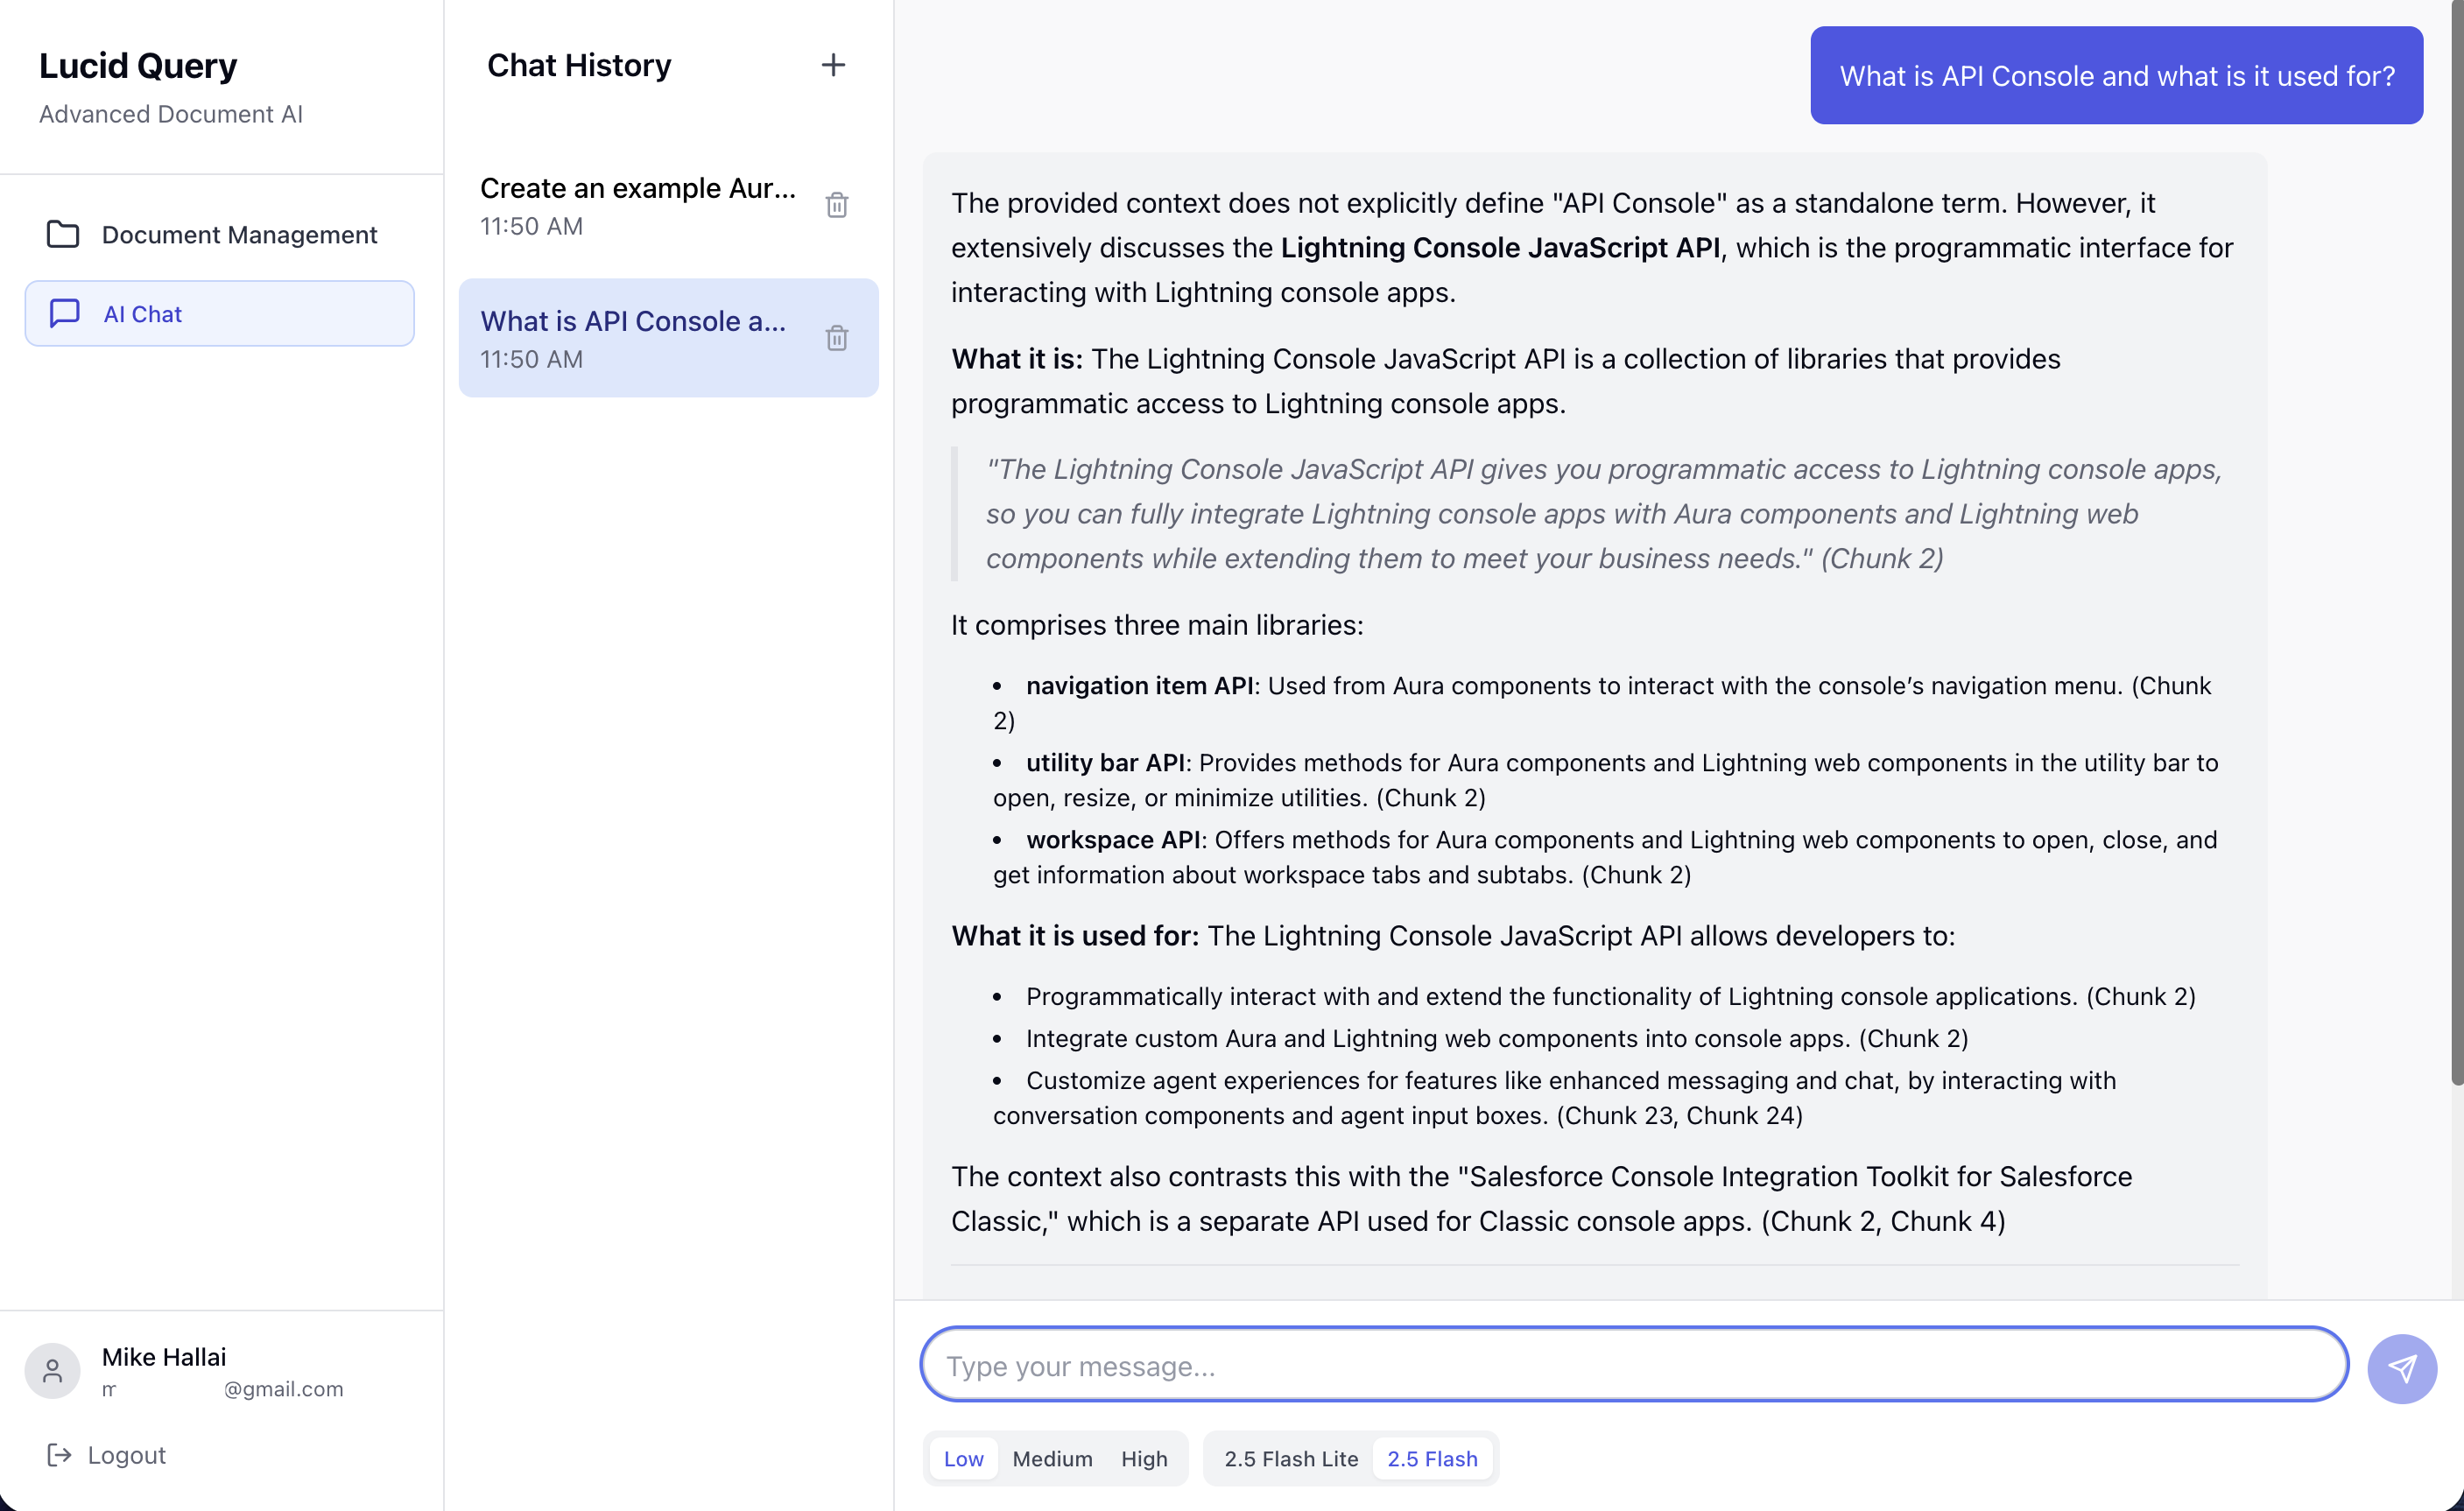 Lucid Query
Advanced Document AI
Document Management
AI Chat
Mike Hallai
m @gmail.com
Logout
Chat History
Create an example Aur...
11:50 AM
What is API Console a...
11:50 AM
What is API Console and what is it used for?
The provided context does not explicitly define "API Console" as a standalone term. However, it
extensively discusses the Lightning Console JavaScript API, which is the programmatic interface for
interacting with Lightning console apps.
What it is: The Lightning Console JavaScript API is a collection of libraries that provides
programmatic access to Lightning console apps.
"The Lightning Console JavaScript API gives you programmatic access to Lightning console apps,
so you can fully integrate Lightning console apps with Aura components and Lightning web
components while extending them to meet your business needs." (Chunk 2)
It comprises three main libraries:
• navigation item API: Used from Aura components to interact with the console’s navigation menu. (Chunk
2)
• utility bar API: Provides methods for Aura components and Lightning web components in the utility bar to
open, resize, or minimize utilities. (Chunk 2)
• workspace API: Offers methods for Aura components and Lightning web components to open, close, and
get information about workspace tabs and subtabs. (Chunk 2)
What it is used for: The Lightning Console JavaScript API allows developers to:
• Programmatically interact with and extend the functionality of Lightning console applications. (Chunk 2)
• Integrate custom Aura and Lightning web components into console apps. (Chunk 2)
• Customize agent experiences for features like enhanced messaging and chat, by interacting with
conversation components and agent input boxes. (Chunk 23, Chunk 24)
The context also contrasts this with the "Salesforce Console Integration Toolkit for Salesforce
Classic," which is a separate API used for Classic console apps. (Chunk 2, Chunk 4)
Type your message...
Low Medium High 2.5 Flash Lite 2.5 Flash